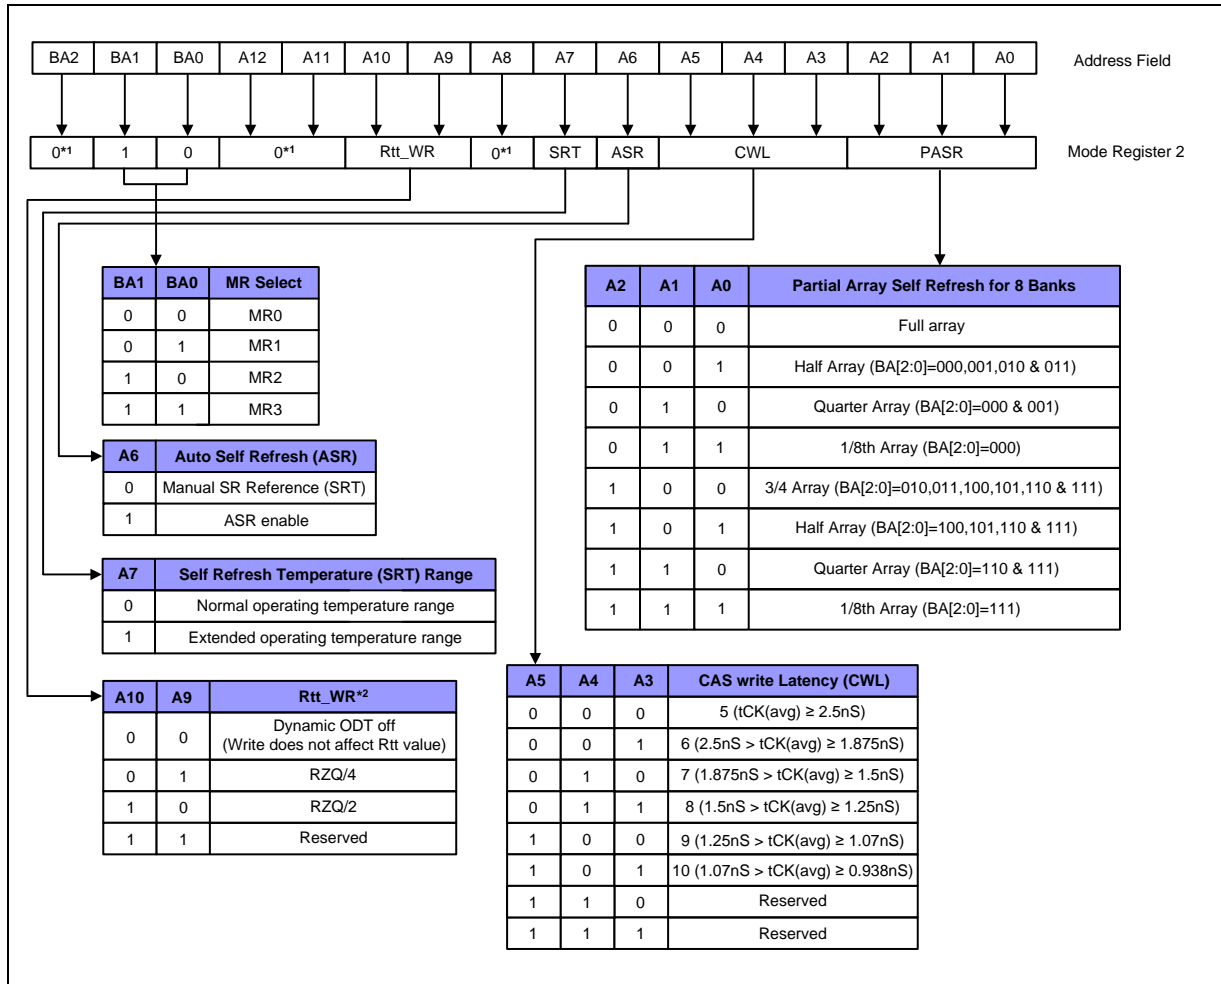 BA2 BA1 BA0 A12 A11 A10 A9 A8 A7 A6 A5 A4 A3 A2 A1 A0 Address Field
0*1 1 0 0*1 Rtt_WR 0*1 SRT ASR CWL PASR Mode Register 2
BA1 BA0 MR Select
0 0 MR0
0 1 MR1
1 0 MR2
1 1 MR3
A2 A1 A0 Partial Array Self Refresh for 8 Banks
0 0 0 Full array
0 0 1 Half Array (BA[2:0]=000,001,010 & 011)
0 1 0 Quarter Array (BA[2:0]=000 & 001)
0 1 1 1/8th Array (BA[2:0]=000)
1 0 0 3/4 Array (BA[2:0]=010,011,100,101,110 & 111)
1 0 1 Half Array (BA[2:0]=100,101,110 & 111)
1 1 0 Quarter Array (BA[2:0]=110 & 111)
1 1 1 1/8th Array (BA[2:0]=111)
A6 Auto Self Refresh (ASR)
0 Manual SR Reference (SRT)
1 ASR enable
A7 Self Refresh Temperature (SRT) Range
0 Normal operating temperature range
1 Extended operating temperature range
A10 A9 Rtt_WR*2
0 0 Dynamic ODT off
(Write does not affect Rtt value)
0 1 RZQ/4
1 0 RZQ/2
1 1 Reserved
A5 A4 A3 CAS write Latency (CWL)
0 0 0 5 (tCK(avg) ≥ 2.5nS)
0 0 1 6 (2.5nS > tCK(avg) ≥ 1.875nS)
0 1 0 7 (1.875nS > tCK(avg) ≥ 1.5nS)
0 1 1 8 (1.5nS > tCK(avg) ≥ 1.25nS)
1 0 0 9 (1.25nS > tCK(avg) ≥ 1.07nS)
1 0 1 10 (1.07nS > tCK(avg) ≥ 0.938nS)
1 1 0 Reserved
1 1 1 Reserved